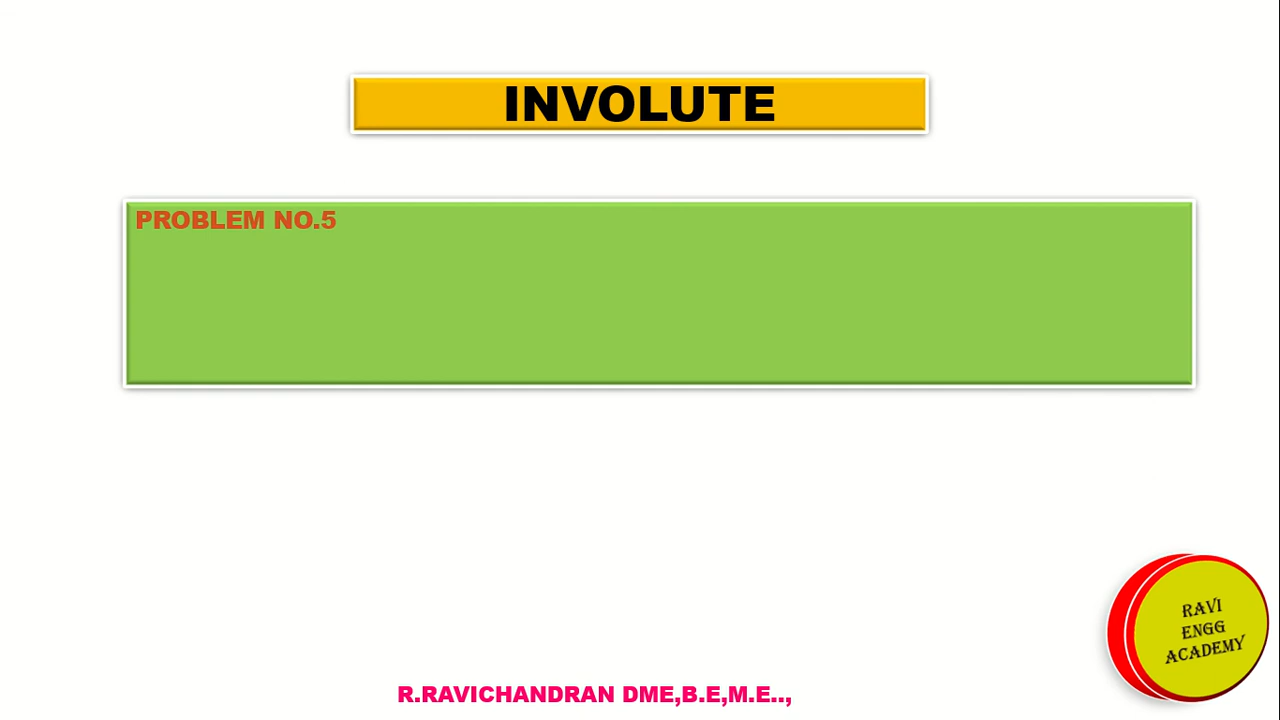 INVOLUTE
PROBLEM NO.5
RAVI
ENGG
ACADEMY
R.RAVICHANDRAN DME,B.E,M.E..,